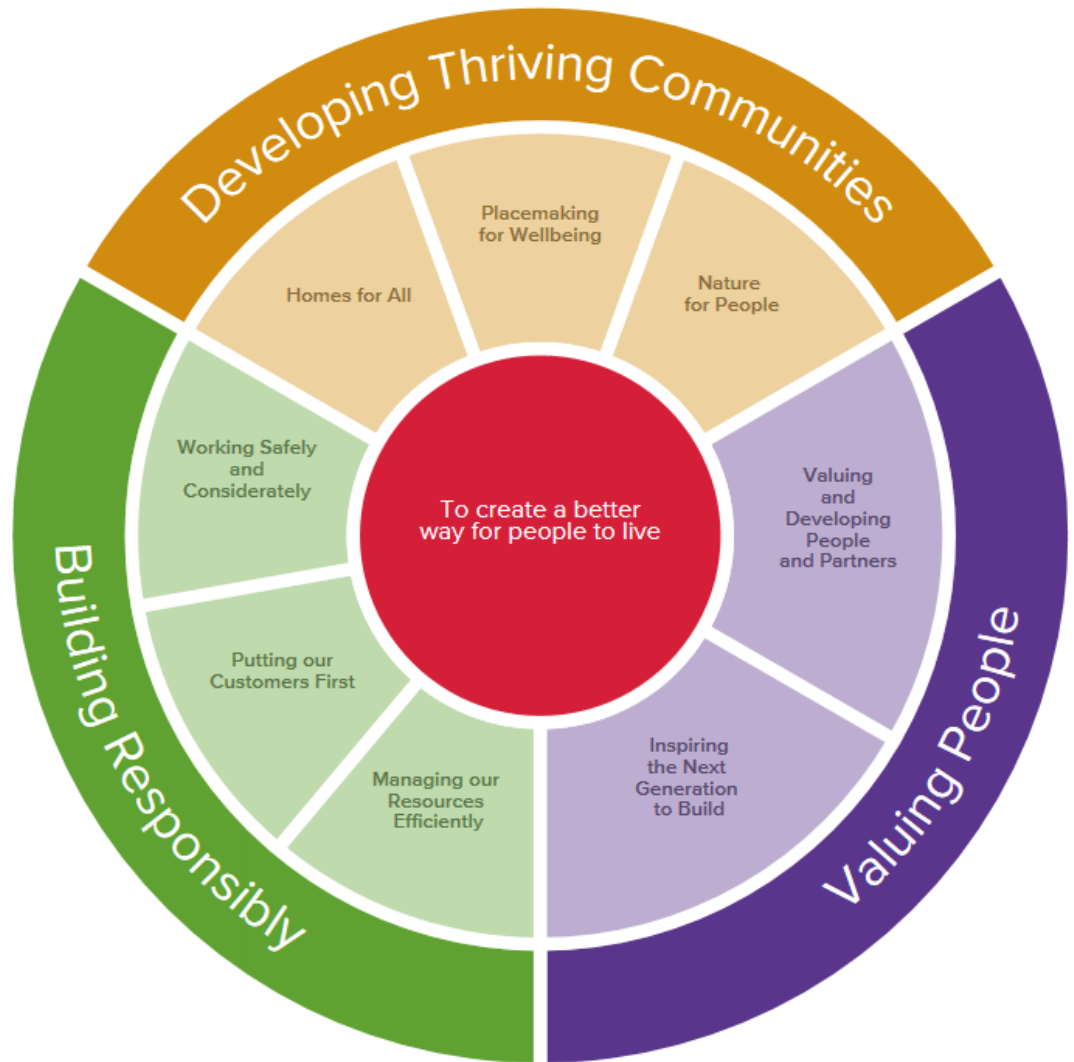 Developing Thriving Communities
Placemaking
for Wellbeing
Homes for All
Nature
for People
Working Safely
and
Considerately
Valuing
and
Developing
People
and Partners
To create a better
way for people to live
Building Responsibly
Valuing People
Putting our
Customers First
Inspiring
the Next
Generation
to Build
Managing our
Resources
Efficiently